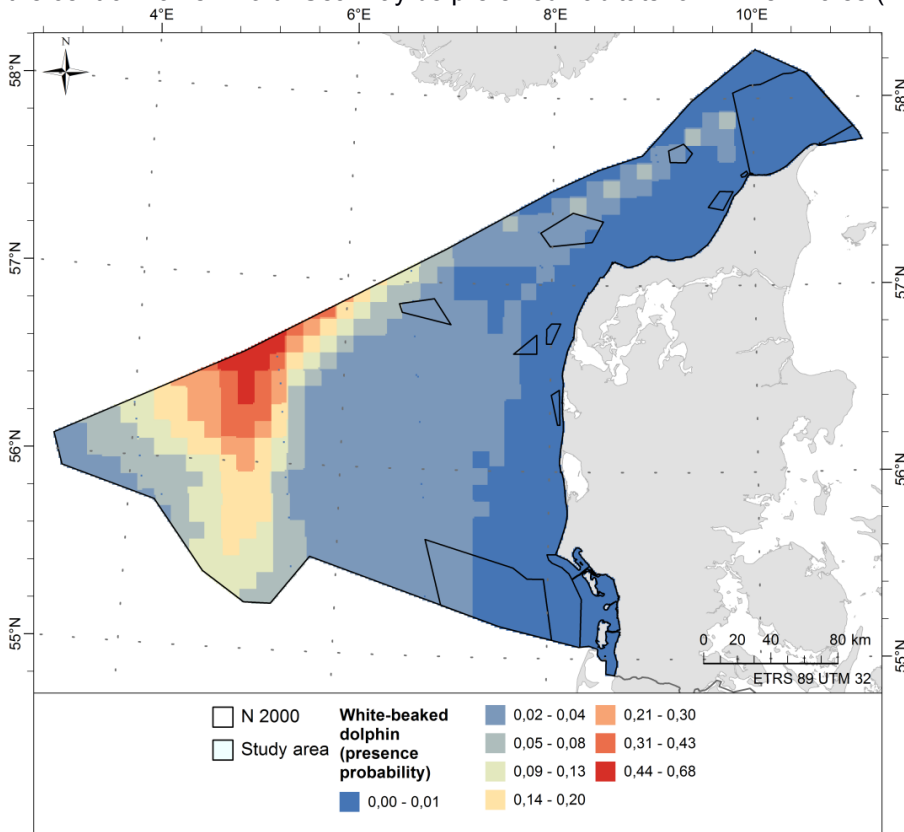 4°E 6°E 8°E 10°E
N
58°N 58°N
57°N 57°N
56°N 56°N
55°N 55°N
0 20 40 80 km
ETRS 89 UTM 32
N 2000
Study area
White-beaked
dolphin
(presence
probability)
0,00 - 0,01
0,02 - 0,04
0,05 - 0,08
0,09 - 0,13
0,14 - 0,20
0,21 - 0,30
0,31 - 0,43
0,44 - 0,68